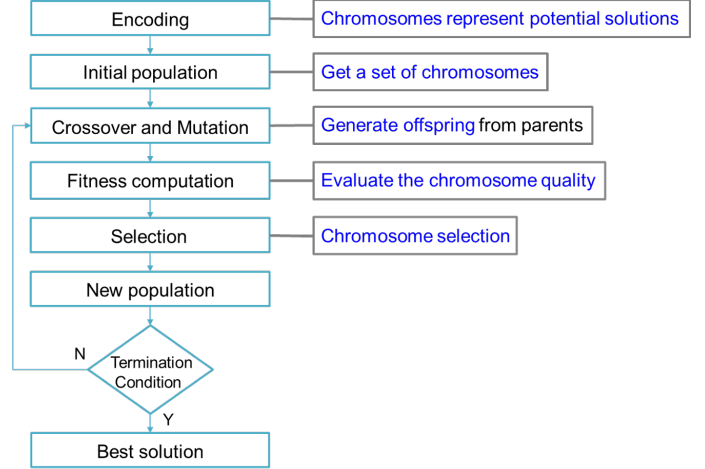 Encoding
Chromosomes represent potential solutions
Initial population
Get a set of chromosomes
Crossover and Mutation
Generate offspring from parents
Fitness computation
Evaluate the chromosome quality
Selection
Chromosome selection
New population
N
Termination
Condition
Y
Best solution